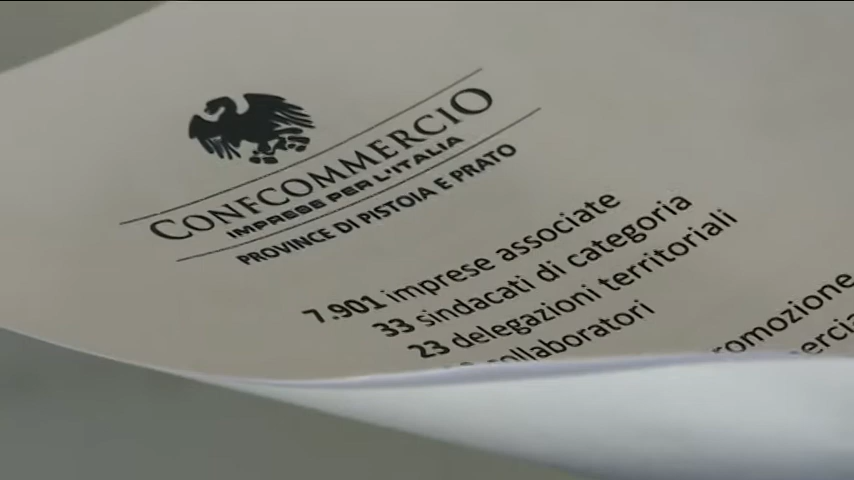 CONFCOMMERCIO
IMPRESE PER L'ITALIA
PROVINCE DI PISTOIA E PRATO
7.901 imprese associate
33 sindacati di categoria
23 delegazioni territoriali
collaboratori
promozione